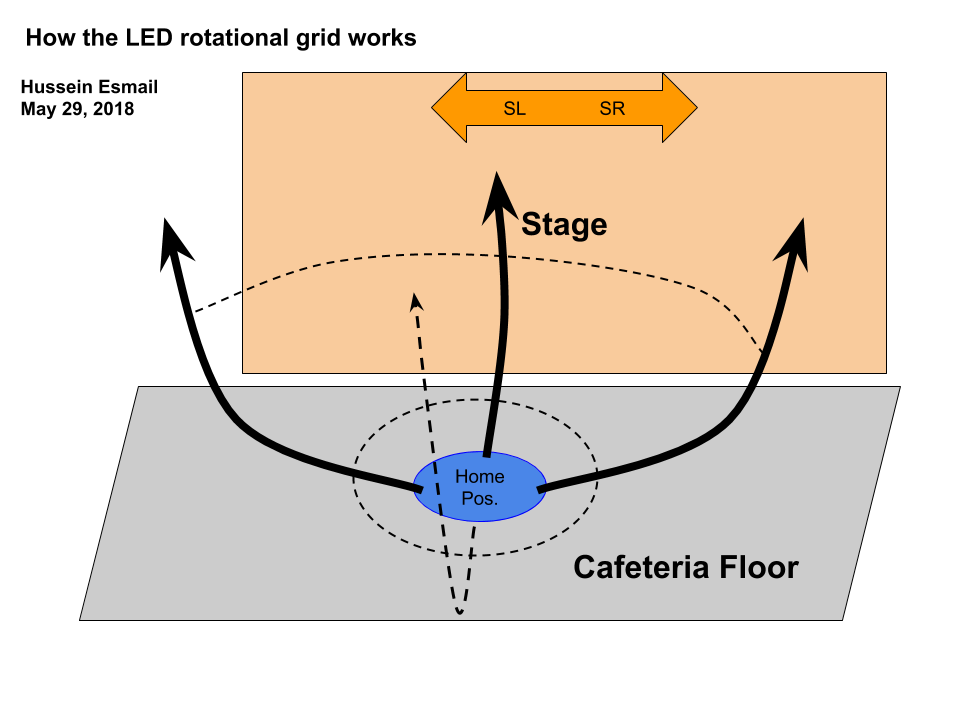 How the LED rotational grid works
Hussein Esmail
May 29, 2018
SL SR
Stage
Home
Pos.
Cafeteria Floor